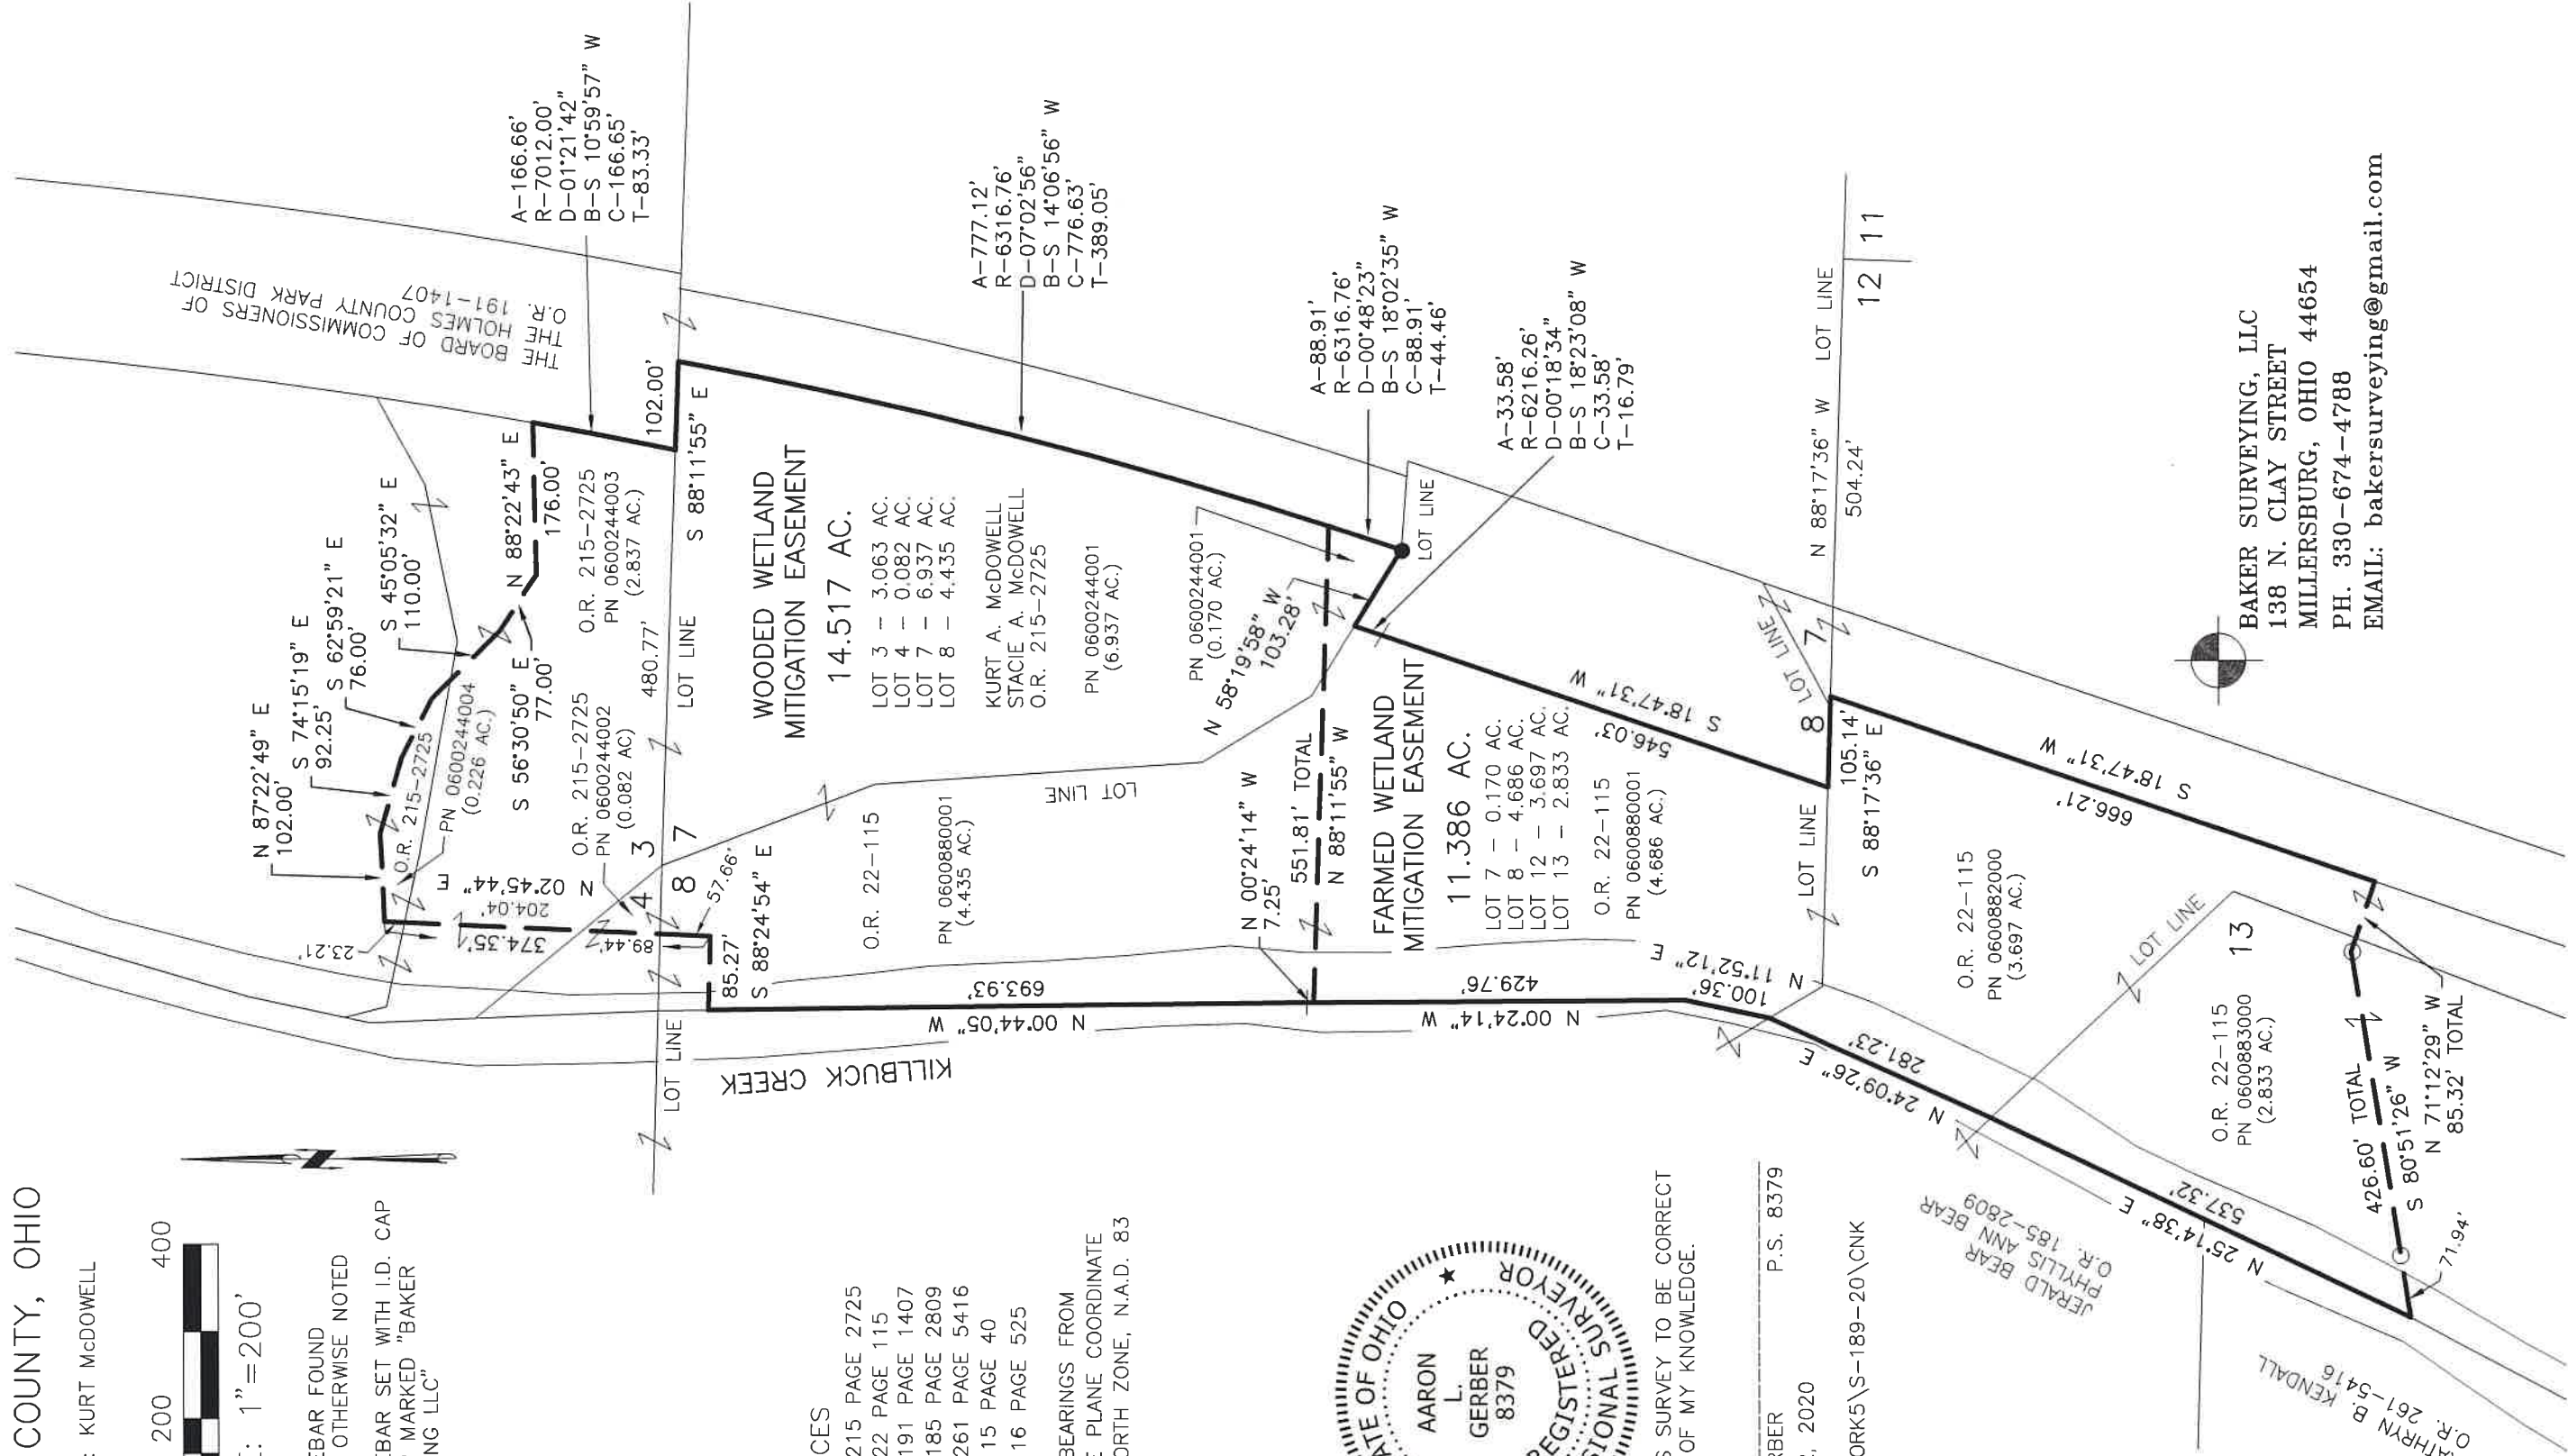 COUNTY, OHIO
: KURT McDOWELL
200
400
: 1"=200'
EBAR FOUND
OTHERWISE NOTED
EBAR SET WITH I.D. CAP
MARKED "BAKER
NG LLC"
CES
215 PAGE 2725
22 PAGE 115
191 PAGE 1407
185 PAGE 2809
261 PAGE 5416
15 PAGE 40
16 PAGE 525
BEARINGS FROM
E PLANE COORDINATE
ORTH ZONE, N.A.D. 83
ATE OF OHIO
AARON
L.
GERBER
8379
REGISTERED
SIONAL SURVEYOR
S SURVEY TO BE CORRECT
OF MY KNOWLEDGE.
RBER
P.S. 8379
, 2020
ORK5\S-189-20\CNK
KILLBUCK CREEK
THE BOARD OF COMMISSIONERS OF
THE HOLMES COUNTY PARK DISTRICT
O.R. 191-1407
A-166.66'
R-7012.00'
D-01°21'42"
B-S 10°59'57" W
C-166.65'
T-83.33'
N 87°22'49" E
102.00'
S 74°15'19" E
92.25'
S 62°59'21" E
76.00'
S 45°05'32" E
110.00'
S 56°30'50" E
77.00'
N 88°22'43" E
176.00'
O.R. 215-2725
PN 0600244004
(0.226 AC.)
O.R. 215-2725
PN 0600244003
(2.837 AC.)
O.R. 215-2725
PN 0600244002
(0.082 AC)
23.21'
N 02°45'44" E
204.04'
374.35'
89.44'
57.66'
4
3
8
7
LOT LINE
480.77'
LOT LINE
102.00'
S 88°11'55" E
85.27'
S 88°24'54" E
WOODED WETLAND
MITIGATION EASEMENT
14.517 AC.
LOT 3 - 3.063 AC.
LOT 4 - 0.082 AC.
LOT 7 - 6.937 AC.
LOT 8 - 4.435 AC.
KURT A. McDOWELL
STACIE A. McDOWELL
O.R. 215-2725
PN 0600244001
(6.937 AC.)
A-777.12'
R-6316.76'
D-07°02'56"
B-S 14°06'56" W
C-776.63'
T-389.05'
O.R. 22-115
PN 0600880001
(4.435 AC.)
LOT LINE
693.93'
N 00°44'05" W
PN 0600244001
(0.170 AC.)
N 58°19'58" W
103.28'
A-88.91'
R-6316.76'
D-00°48'23"
B-S 18°02'35" W
C-88.91'
T-44.46'
N 00°24'14" W
7.25'
551.81' TOTAL
N 88°11'55" W
LOT LINE
A-33.58'
R-6216.26'
D-00°18'34"
B-S 18°23'08" W
C-33.58'
T-16.79'
FARMED WETLAND
MITIGATION EASEMENT
11.386 AC.
LOT 7 - 0.170 AC.
LOT 8 - 4.686 AC.
LOT 12 - 3.697 AC.
LOT 13 - 2.833 AC.
O.R. 22-115
PN 0600880001
(4.686 AC.)
S 18°47'31" W
546.03'
429.76'
N 00°24'14" W
N 11°52'12" E
100.36'
LOT LINE
8
7
LOT LINE
N 88°17'36" W
LOT LINE
504.24'
12
11
105.14'
S 88°17'36" E
281.23'
N 24°09'26" E
O.R. 22-115
PN 0600882000
(3.697 AC.)
S 18°47'31" W
666.21'
LOT LINE
13
O.R. 22-115
PN 0600883000
(2.833 AC.)
JERALD BEAR
PHYLLIS ANN BEAR
O.R. 185-2809
537.32'
N 25°14'38" E
426.60' TOTAL
S 80°51'26" W
N 71°12'29" W
85.32' TOTAL
71.94'
KATHRYN B.
KENDALL
O.R. 261-5416
BAKER SURVEYING, LLC
138 N. CLAY STREET
MILLERSBURG, OHIO 44654
PH. 330-674-4788
EMAIL: bakersurveying@gmail.com